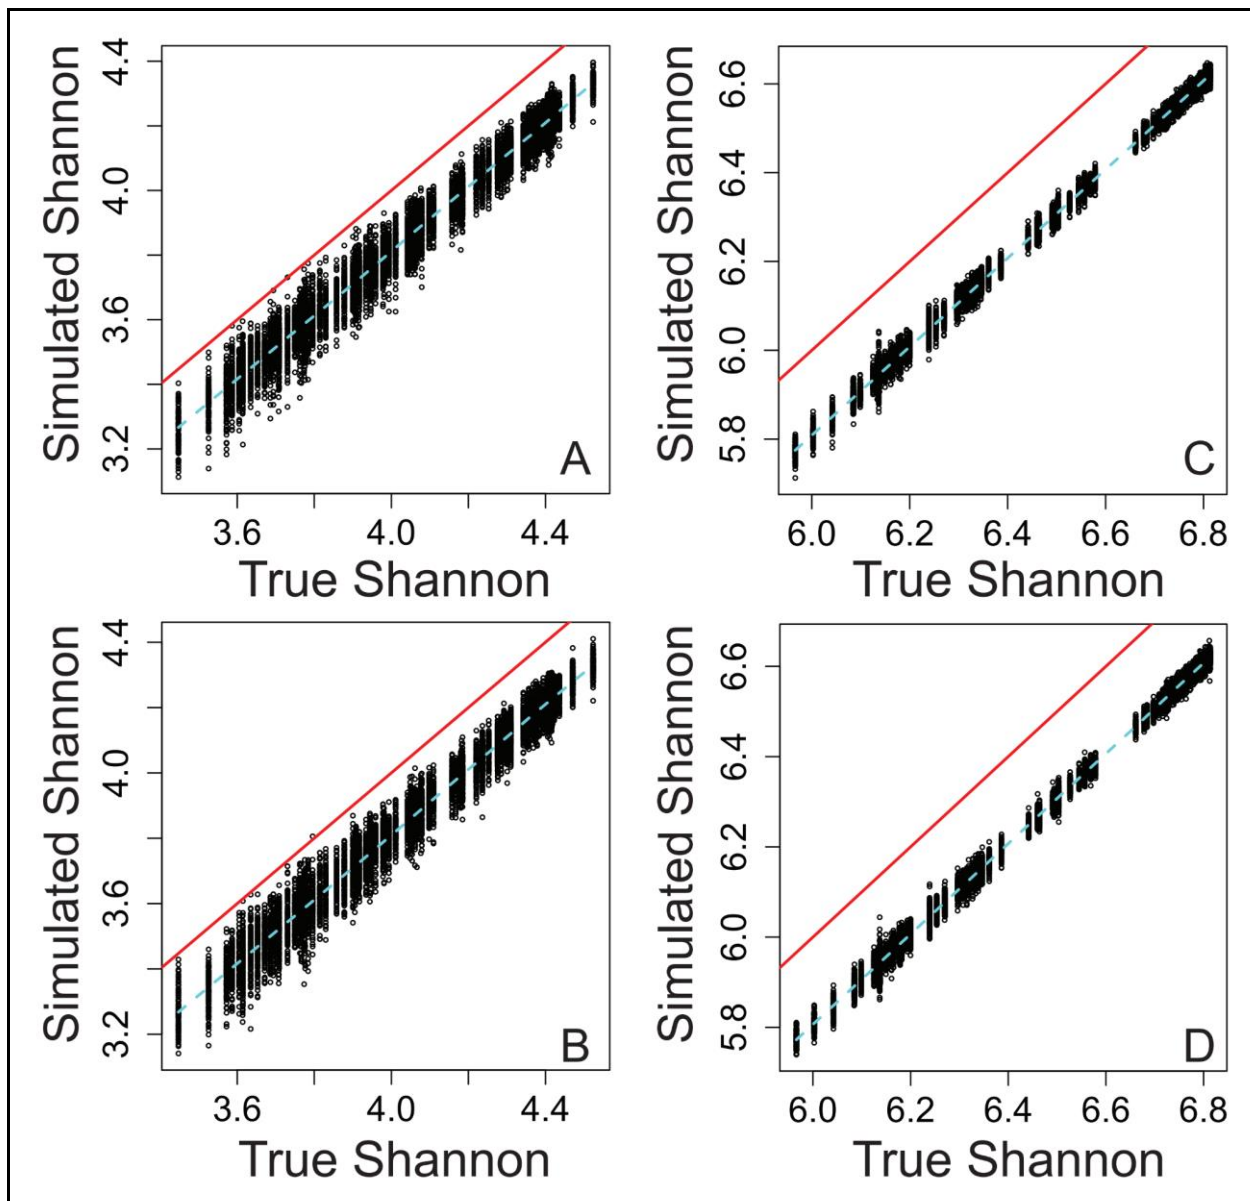 Simulated Shannon
4.4
4.0
3.6
3.2
A
3.6 4.0 4.4
True Shannon
Simulated Shannon
6.6
6.4
6.2
6.0
5.8
C
6.0 6.2 6.4 6.6 6.8
True Shannon
Simulated Shannon
4.4
4.0
3.6
3.2
B
3.6 4.0 4.4
True Shannon
Simulated Shannon
6.6
6.4
6.2
6.0
5.8
D
6.0 6.2 6.4 6.6 6.8
True Shannon